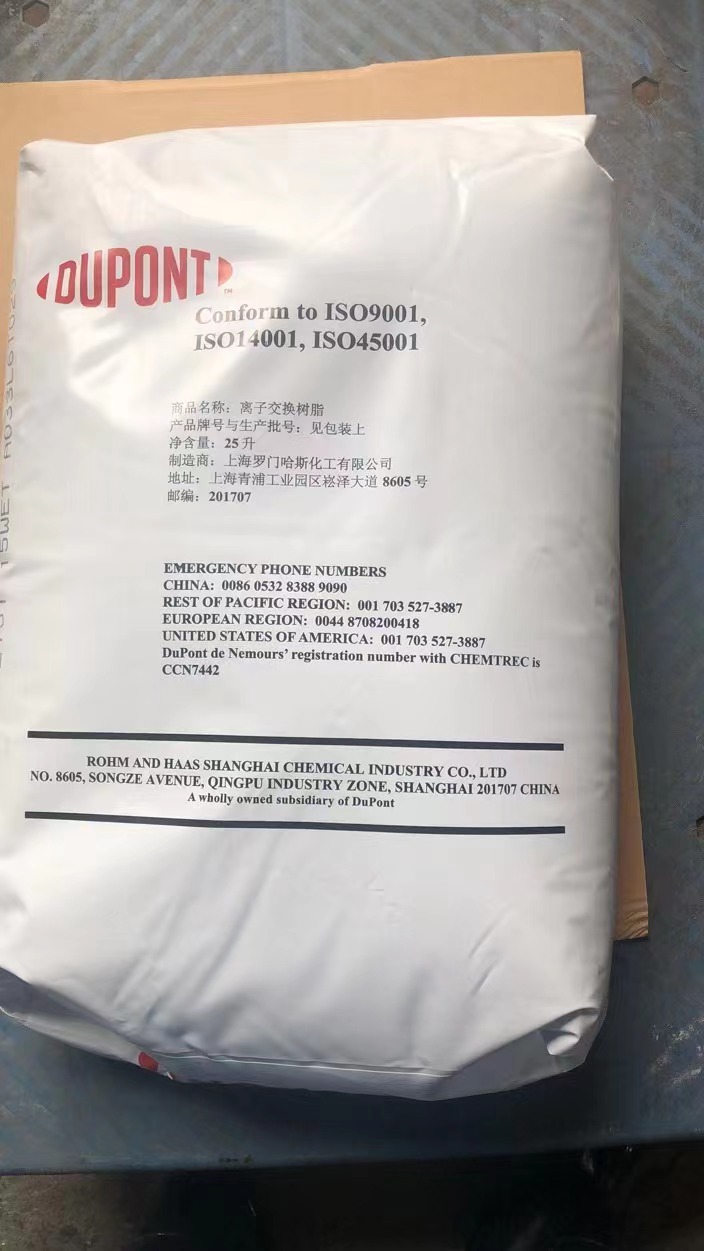 DUPONT™
Conform to ISO9001,
ISO14001, ISO45001
商品名称：离子交换树脂
产品牌号与生产批号：见包装上
净含量：25升
制造商：上海罗门哈斯化工有限公司
地址：上海青浦工业园区崧泽大道 8605 号
邮编：201707
EMERGENCY PHONE NUMBERS
CHINA: 0086 0532 8388 9090
REST OF PACIFIC REGION: 001 703 527-3887
EUROPEAN REGION: 0044 8708200418
UNITED STATES OF AMERICA: 001 703 527-3887
DuPont de Nemours' registration number with CHEMTREC is
CCN7442
ROHM AND HAAS SHANGHAI CHEMICAL INDUSTRY CO., LTD
NO. 8605, SONGZE AVENUE, QINGPU INDUSTRY ZONE, SHANGHAI 201707 CHINA
A wholly owned subsidiary of DuPont